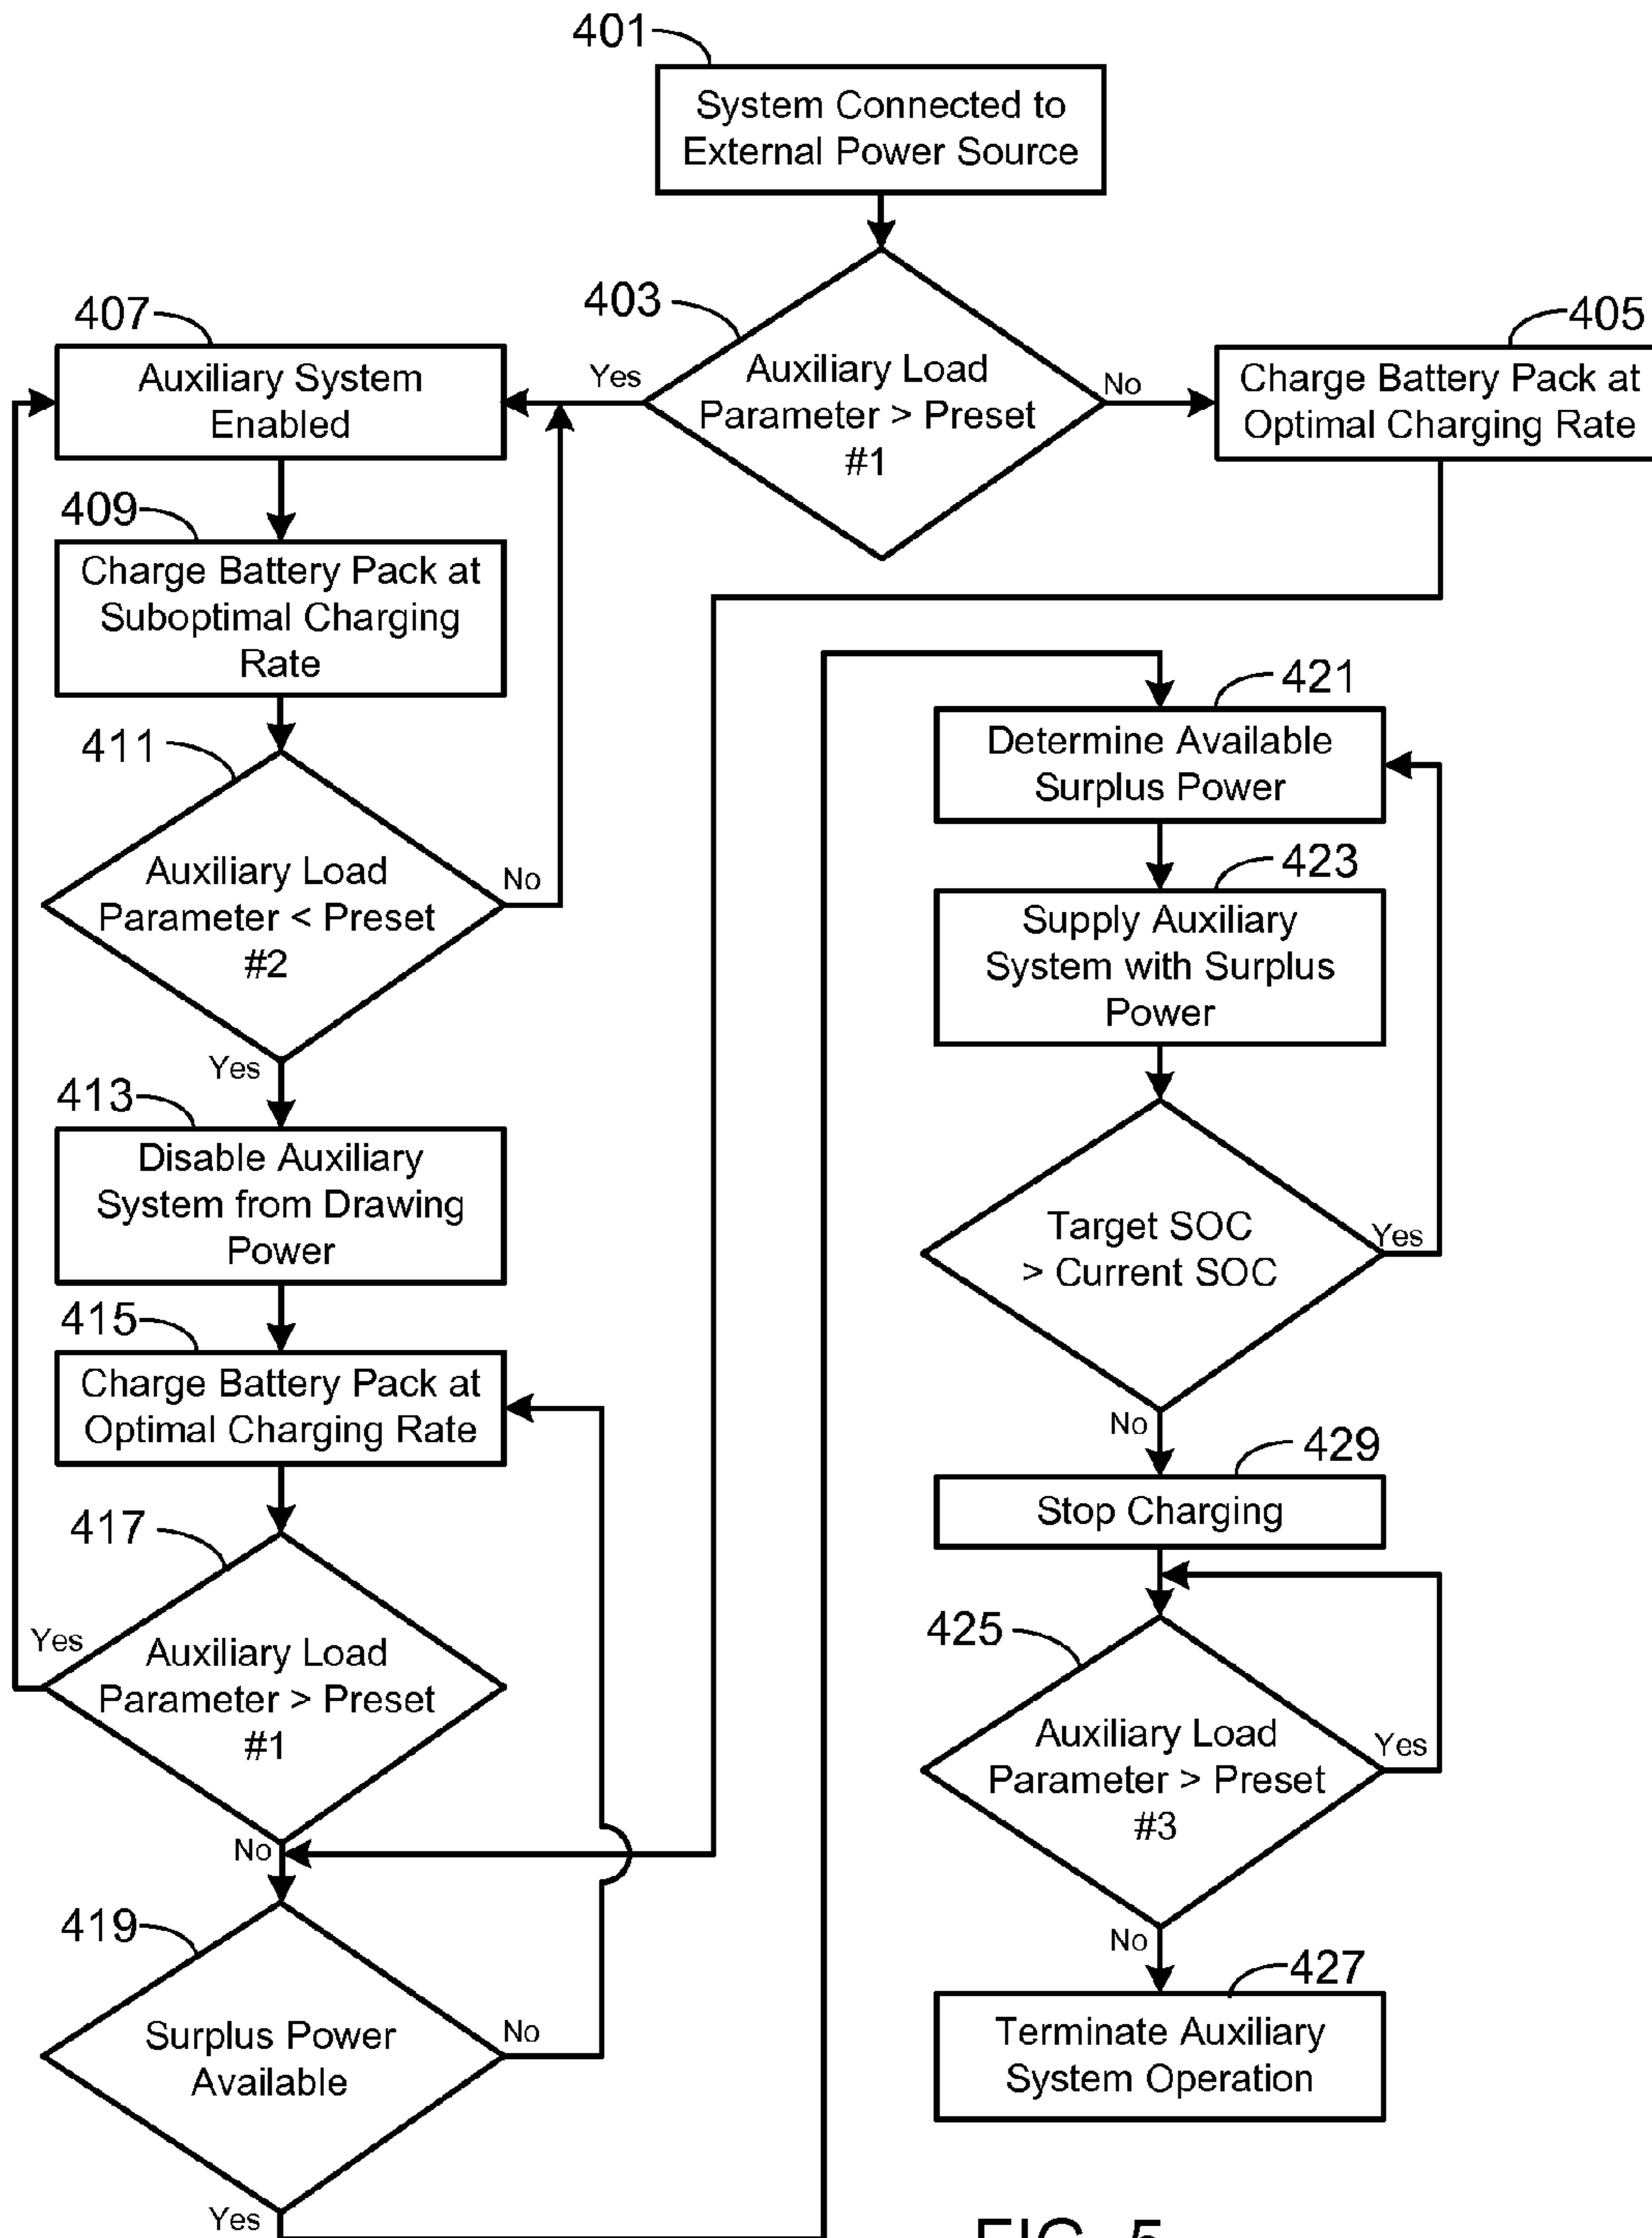 401
System Connected to
External Power Source
403
Auxiliary Load
Parameter > Preset
#1
Yes
No
405
Charge Battery Pack at
Optimal Charging Rate
407
Auxiliary System
Enabled
409
Charge Battery Pack at
Suboptimal Charging
Rate
411
Auxiliary Load
Parameter < Preset
#2
No
Yes
413
Disable Auxiliary
System from Drawing
Power
415
Charge Battery Pack at
Optimal Charging Rate
417
Auxiliary Load
Parameter > Preset
#1
Yes
No
419
Surplus Power
Available
No
Yes
421
Determine Available
Surplus Power
423
Supply Auxiliary
System with Surplus
Power
Target SOC
> Current SOC
Yes
No
429
Stop Charging
425
Auxiliary Load
Parameter > Preset
#3
Yes
No
427
Terminate Auxiliary
System Operation
FIG. 5